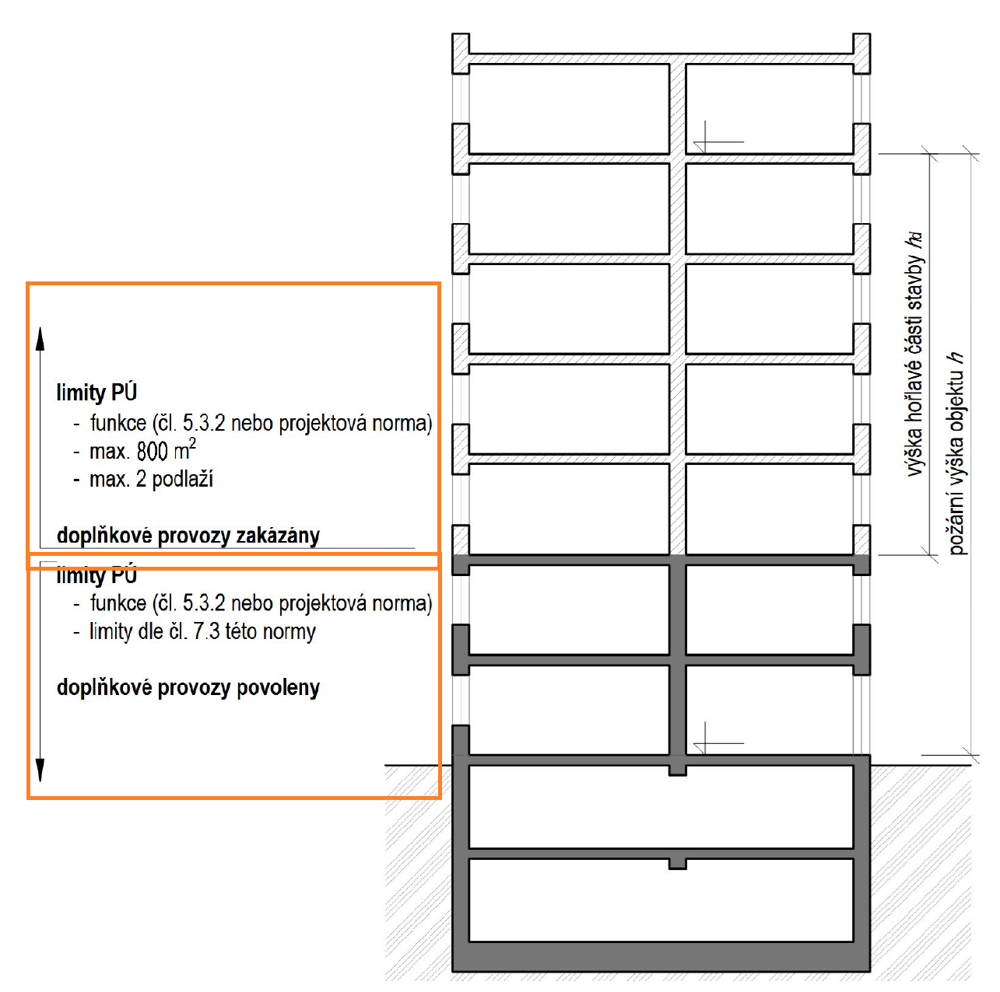 limity PÚ
- funkce (čl. 5.3.2 nebo projektová norma)
- max. 800 m²
- max. 2 podlaží
doplňkové provozy zakázány
limity PÚ
- funkce (čl. 5.3.2 nebo projektová norma)
- limity dle čl. 7.3 této normy
doplňkové provozy povoleny
výška hořlavé části stavby hd
požární výška objektu h